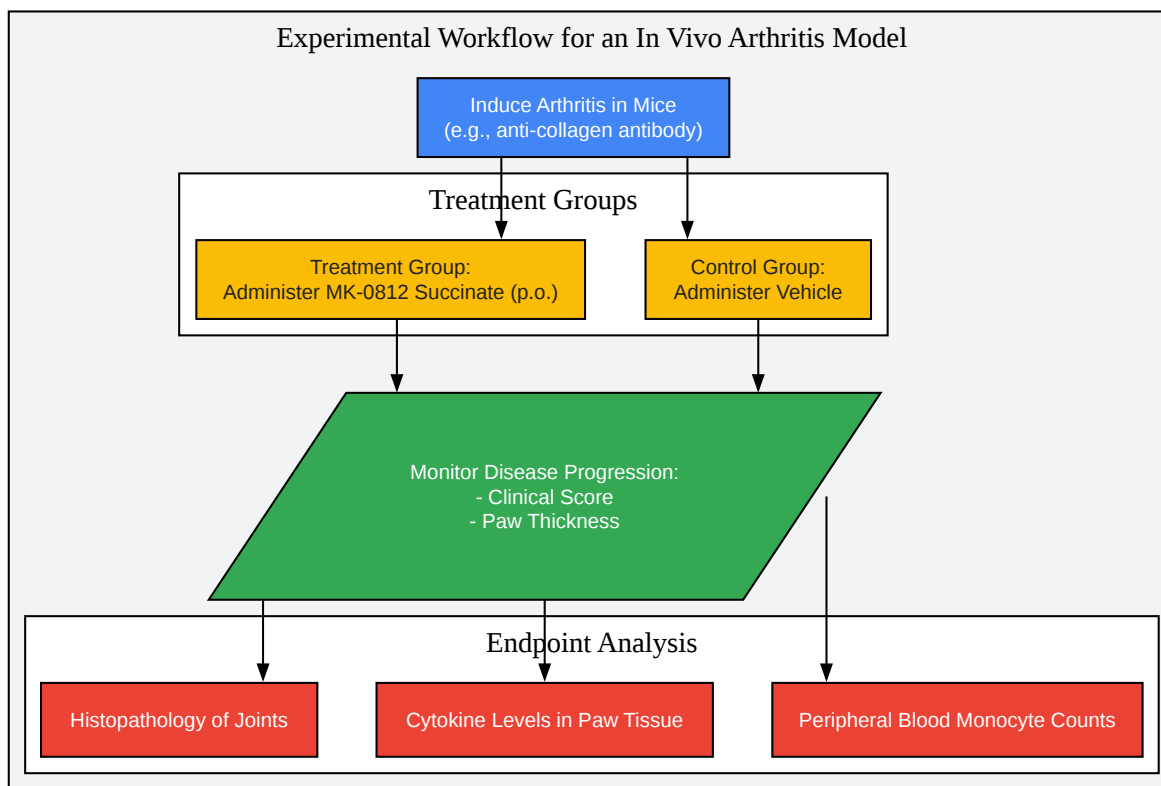 Experimental Workflow for an In Vivo Arthritis Model
Induce Arthritis in Mice
(e.g., anti-collagen antibody)
Treatment Groups
Treatment Group:
Administer MK-0812 Succinate (p.o.)
Control Group:
Administer Vehicle
Monitor Disease Progression:
- Clinical Score
- Paw Thickness
Endpoint Analysis
Histopathology of Joints
Cytokine Levels in Paw Tissue
Peripheral Blood Monocyte Counts